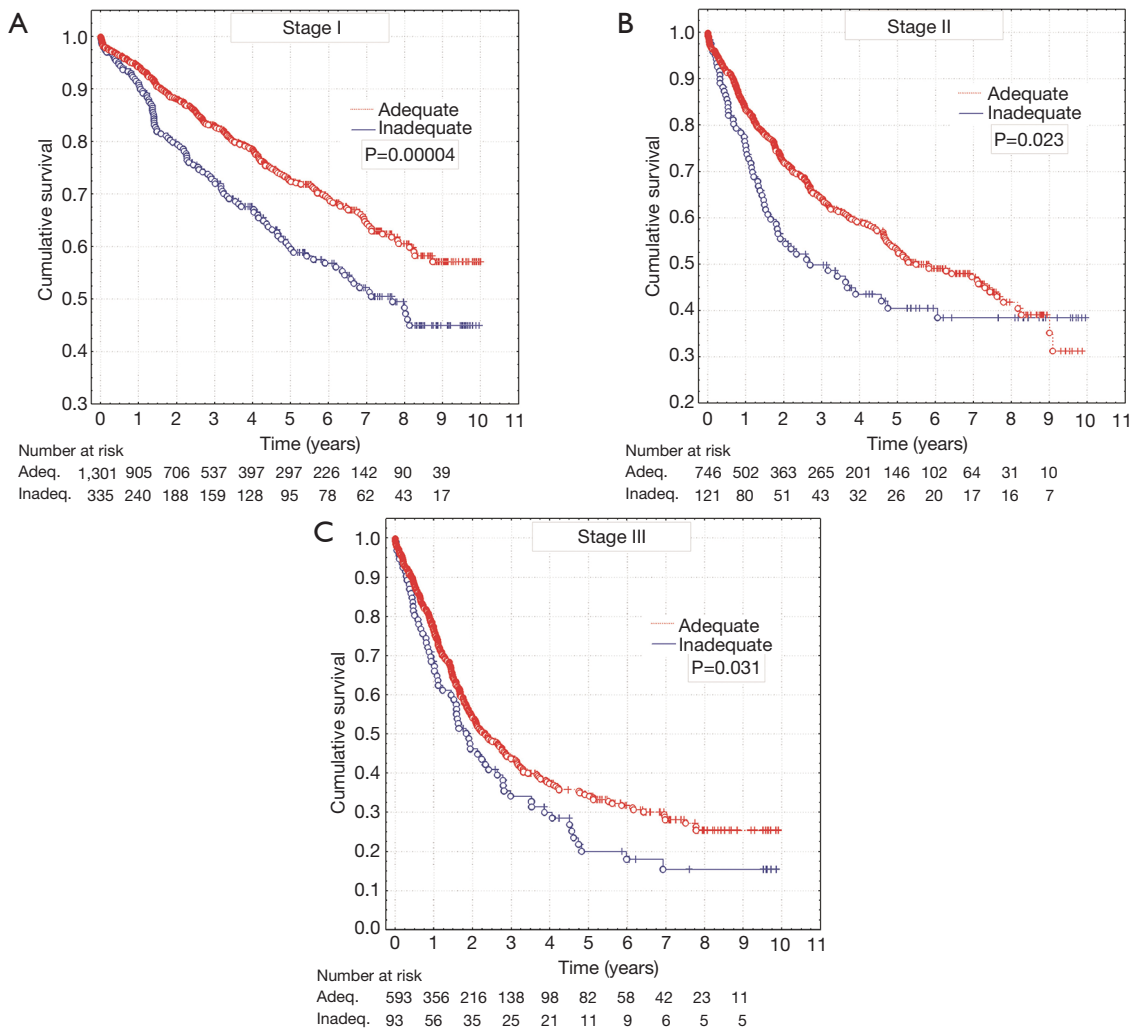 A
Stage I
1.0
0.9
0.8
0.7
0.6
0.5
0.4
0.3
Cumulative survival
Adequate
Inadequate
P=0.00004
0 1 2 3 4 5 6 7 8 9 10 11
Time (years)
Number at risk
Adeq. 1,301 905 706 537 397 297 226 142 90 39
Inadeq. 335 240 188 159 128 95 78 62 43 17
B
Stage II
1.0
0.9
0.8
0.7
0.6
0.5
0.4
0.3
0.2
Cumulative survival
Adequate
Inadequate
P=0.023
0 1 2 3 4 5 6 7 8 9 10 11
Time (years)
Number at risk
Adeq. 746 502 363 265 201 146 102 64 31 10
Inadeq. 121 80 51 43 32 26 20 17 16 7
C
Stage III
1.0
0.9
0.8
0.7
0.6
0.5
0.4
0.3
0.2
0.1
0.0
Cumulative survival
Adequate
Inadequate
P=0.031
0 1 2 3 4 5 6 7 8 9 10 11
Time (years)
Number at risk
Adeq. 593 356 216 138 98 82 58 42 23 11
Inadeq. 93 56 35 25 21 11 9 6 5 5